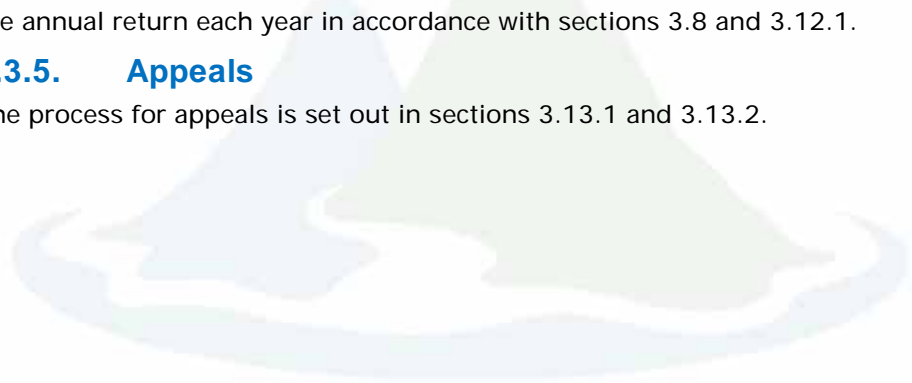 e annual return each year in accordance with sections 3.8 and 3.12.1.
.3.5. Appeals
he process for appeals is set out in sections 3.13.1 and 3.13.2.